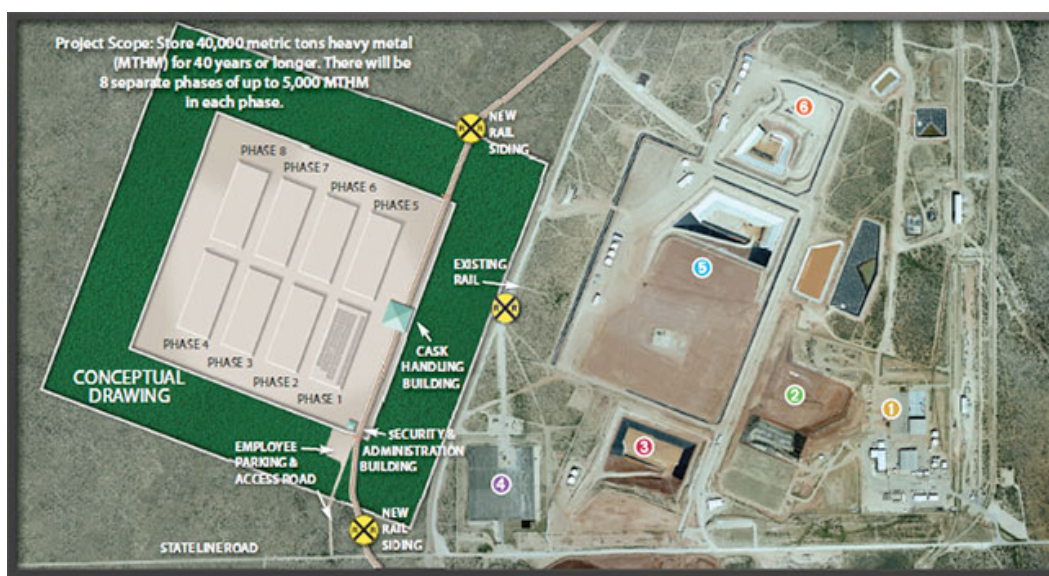 Project Scope: Store 40,000 metric tons heavy metal
(MTHM) for 40 years or longer. There will be
8 separate phases of up to 5,000 MTHM
in each phase.
NEW
RAIL
SIDING
PHASE 8
PHASE 7
PHASE 6
PHASE 5
EXISTING
RAIL
PHASE 4
PHASE 3
PHASE 2
PHASE 1
CASK
HANDLING
BUILDING
CONCEPTUAL
DRAWING
SECURITY &
ADMINISTRATION
BUILDING
EMPLOYEE
PARKING &
ACCESS ROAD
NEW
RAIL
SIDING
STATE LINE ROAD
6
5
2
1
3
4
R R
R R
R R